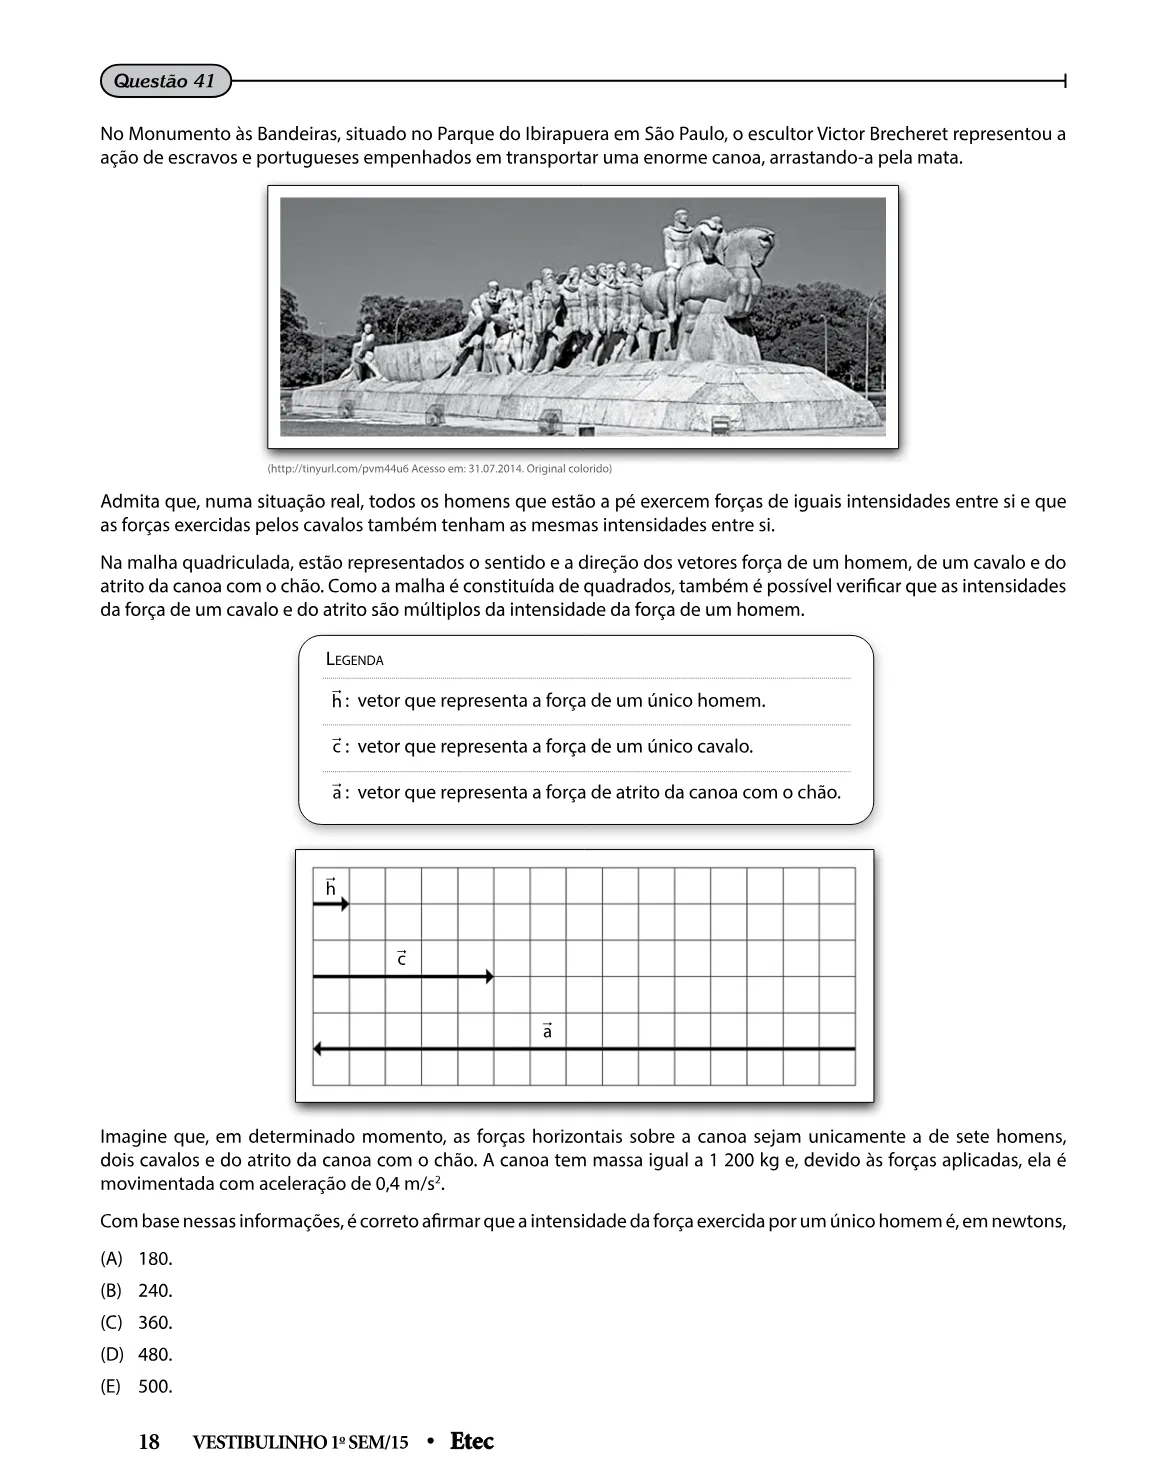 Questão 41
No Monumento às Bandeiras, situado no Parque do Ibirapuera em São Paulo, o escultor Victor Brecheret representou a
ação de escravos e portugueses empenhados em transportar uma enorme canoa, arrastando-a pela mata.
(http://tinyurl.com/pvm44u6 Acesso em: 31.07.2014. Original colorido)
Admita que, numa situação real, todos os homens que estão a pé exercem forças de iguais intensidades entre si e que
as forças exercidas pelos cavalos também tenham as mesmas intensidades entre si.
Na malha quadriculada, estão representados o sentido e a direção dos vetores força de um homem, de um cavalo e do
atrito da canoa com o chão. Como a malha é constituída de quadrados, também é possível verificar que as intensidades
da força de um cavalo e do atrito são múltiplos da intensidade da força de um homem.
LEGENDA
h⃗ : vetor que representa a força de um único homem.
c⃗ : vetor que representa a força de um único cavalo.
a⃗ : vetor que representa a força de atrito da canoa com o chão.
h⃗
c⃗
a⃗
Imagine que, em determinado momento, as forças horizontais sobre a canoa sejam unicamente a de sete homens,
dois cavalos e do atrito da canoa com o chão. A canoa tem massa igual a 1 200 kg e, devido às forças aplicadas, ela é
movimentada com aceleração de 0,4 m/s².
Com base nessas informações, é correto afirmar que a intensidade da força exercida por um único homem é, em newtons,
(A) 180.
(B) 240.
(C) 360.
(D) 480.
(E) 500.
18 VESTIBULINHO 1º SEM/15 • Etec